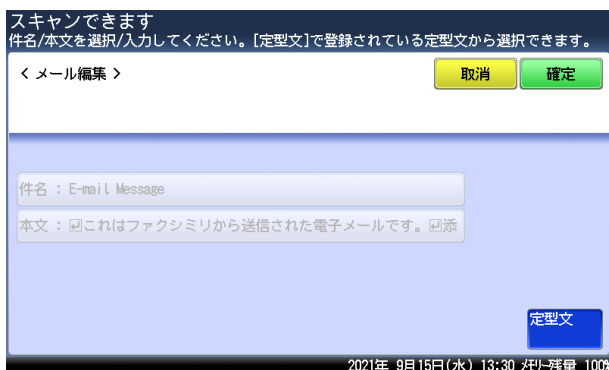 スキャンできます
件名/本文を選択/入力してください。[定型文]で登録されている定型文から選択できます。
< メール編集 >
取消
確定
件名 : E-mail Message
本文 : ↵これはファクシミリから送信された電子メールです。↵添
定型文
2021年 9月15日(水) 13:30 ﾒﾓﾘｰ残量 100%